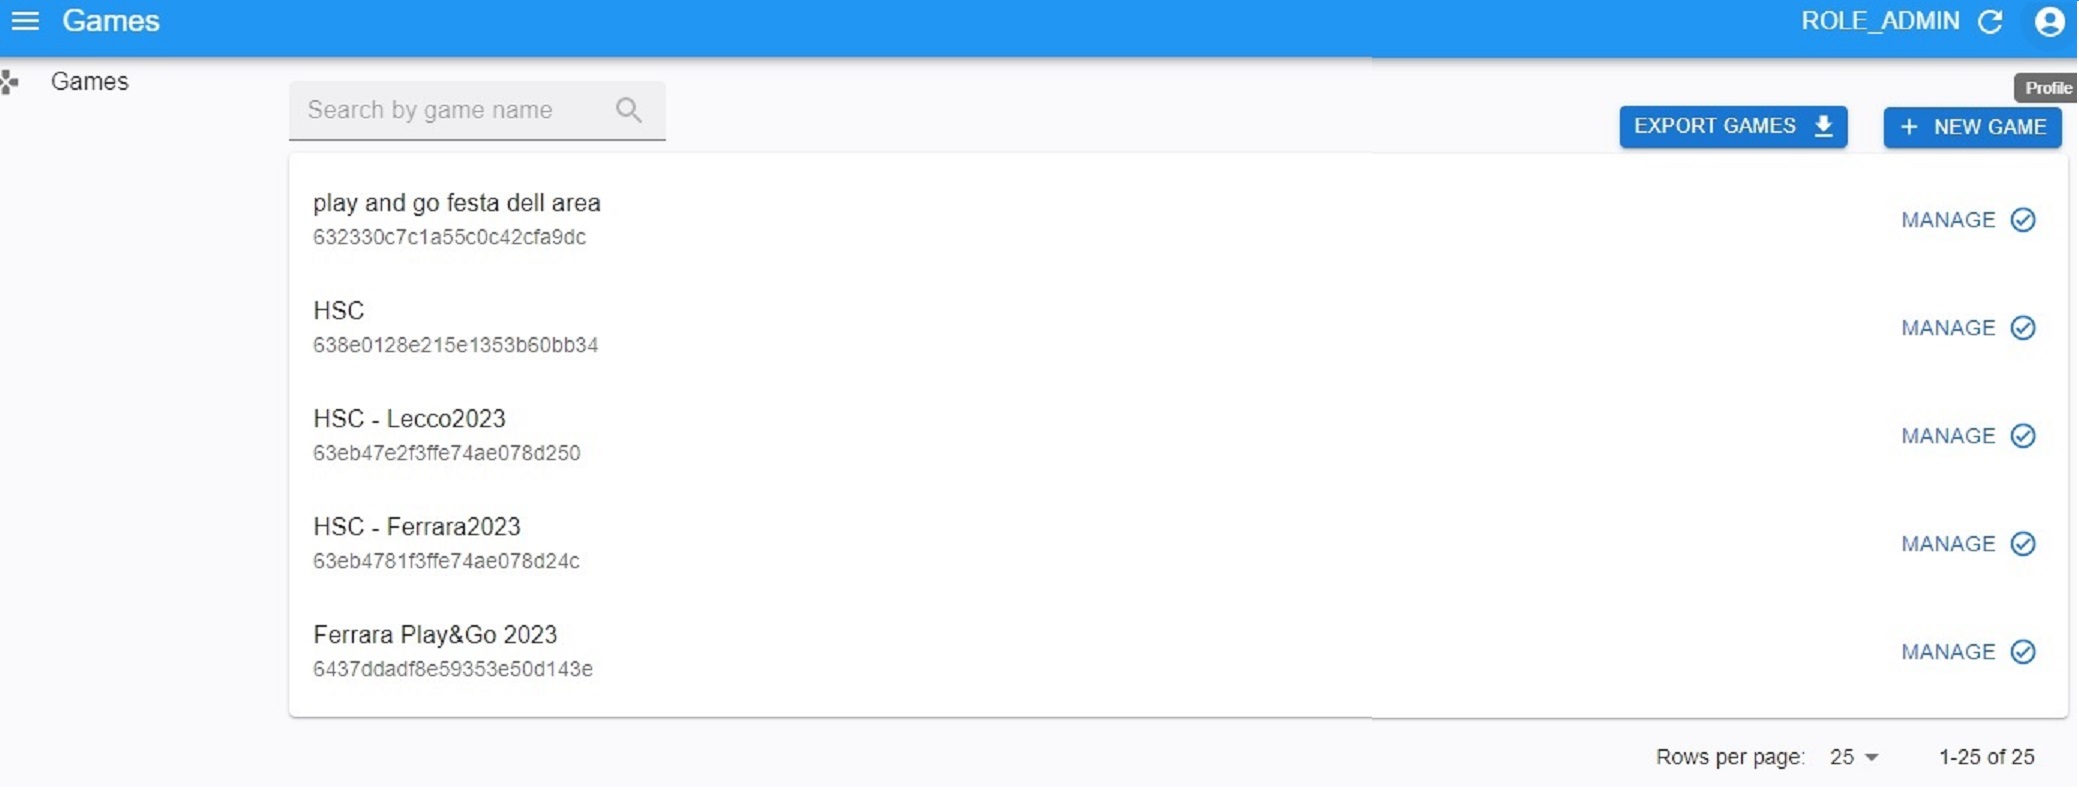 Games
ROLE_ADMIN
Games
Profile
Search by game name
EXPORT GAMES
+ NEW GAME
play and go festa dell area
632330c7c1a55c0c42cfa9dc
MANAGE
HSC
638e0128e215e1353b60bb34
MANAGE
HSC - Lecco2023
63eb47e2f3ffe74ae078d250
MANAGE
HSC - Ferrara2023
63eb4781f3ffe74ae078d24c
MANAGE
Ferrara Play&Go 2023
6437ddadf8e59353e50d143e
MANAGE
Rows per page: 25 1-25 of 25